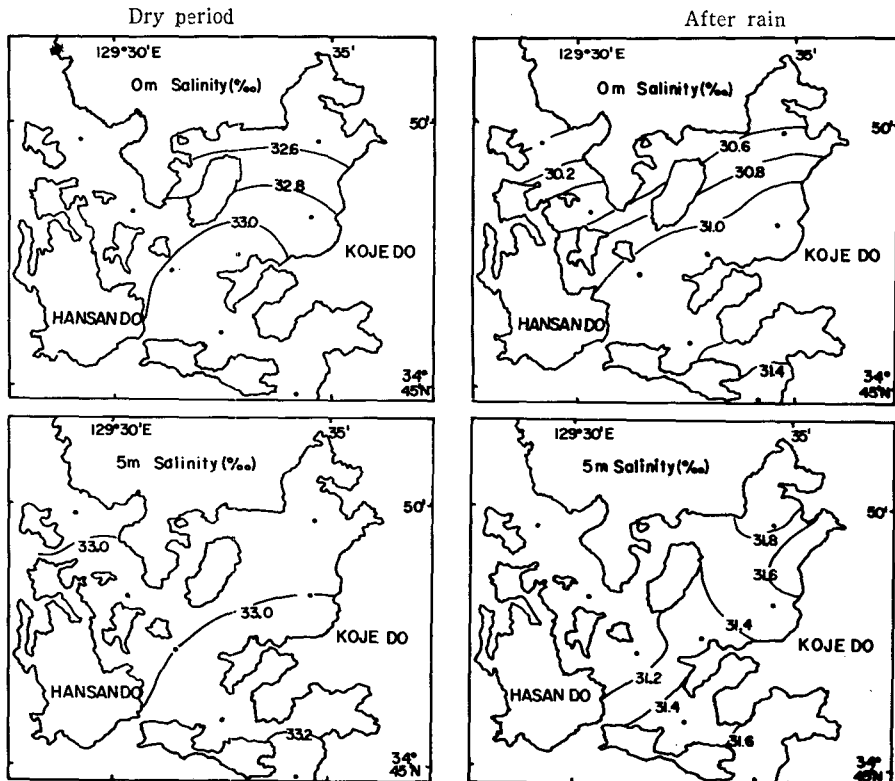 Dry period
After rain
129°30'E 35'
0m Salinity(‰)
50'
32.6
32.8
33.0
KOJE DO
HANSAN DO
34°
45'N
129°30'E 35'
0m Salinity(‰)
50'
30.6
30.2
30.8
31.0
KOJE DO
HANSAN DO
31.4
34°
45'N
129°30'E 35'
5m Salinity(‰)
50'
33.0
33.0
KOJE DO
HANSAN DO
33.2
34°
45'N
129°30'E 35'
5m Salinity(‰)
50'
31.8
31.6
31.4
KOJE DO
31.2
HASAN DO
31.4
31.6
34°
45'N